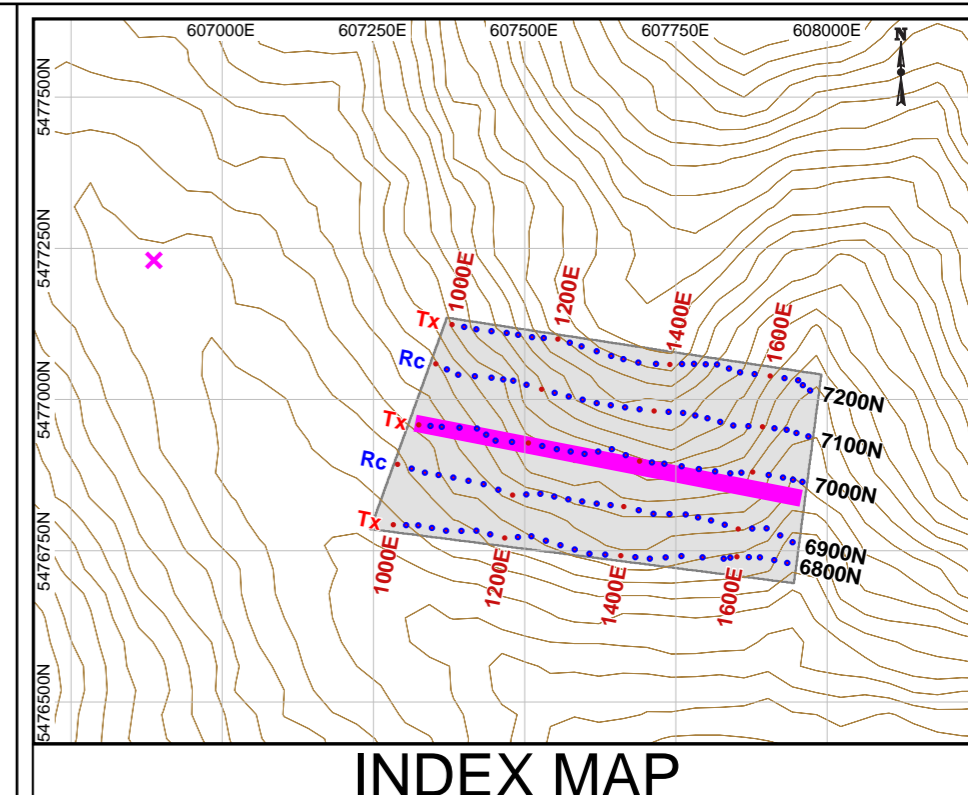 607000E 607250E 607500E 607750E 608000E
N
5477500N
5477250N
5477000N
5476750N
5476500N
1000E 1200E 1400E 1600E
Tx 7200N
Rc 7100N
Tx 7000N
Rc 6900N
Tx 6800N
1000E 1200E 1400E 1600E
INDEX MAP